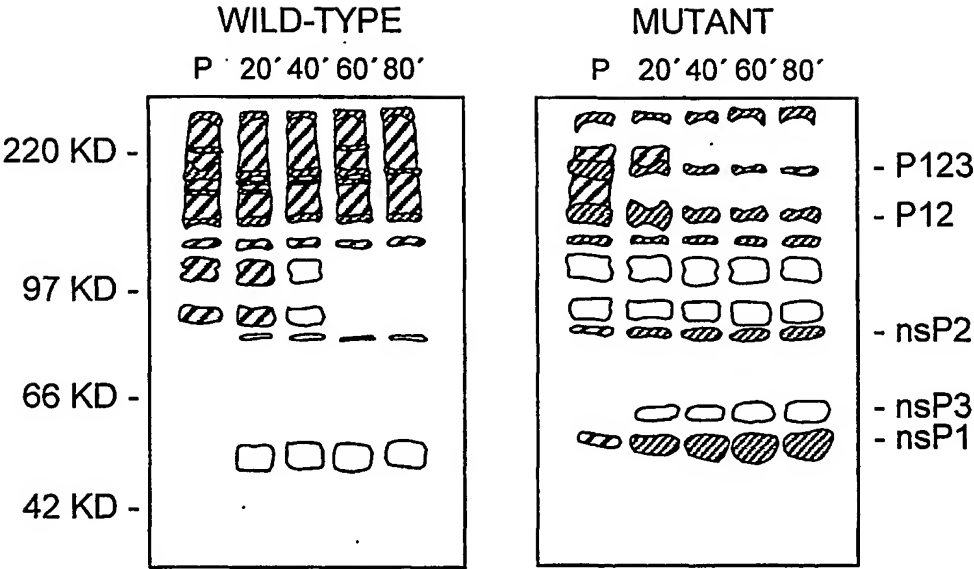 WILD-TYPE MUTANT
P 20′ 40′ 60′ 80′ P 20′ 40′ 60′ 80′
220 KD -
- P123
- P12
97 KD -
- nsP2
66 KD -
- nsP3
- nsP1
42 KD -